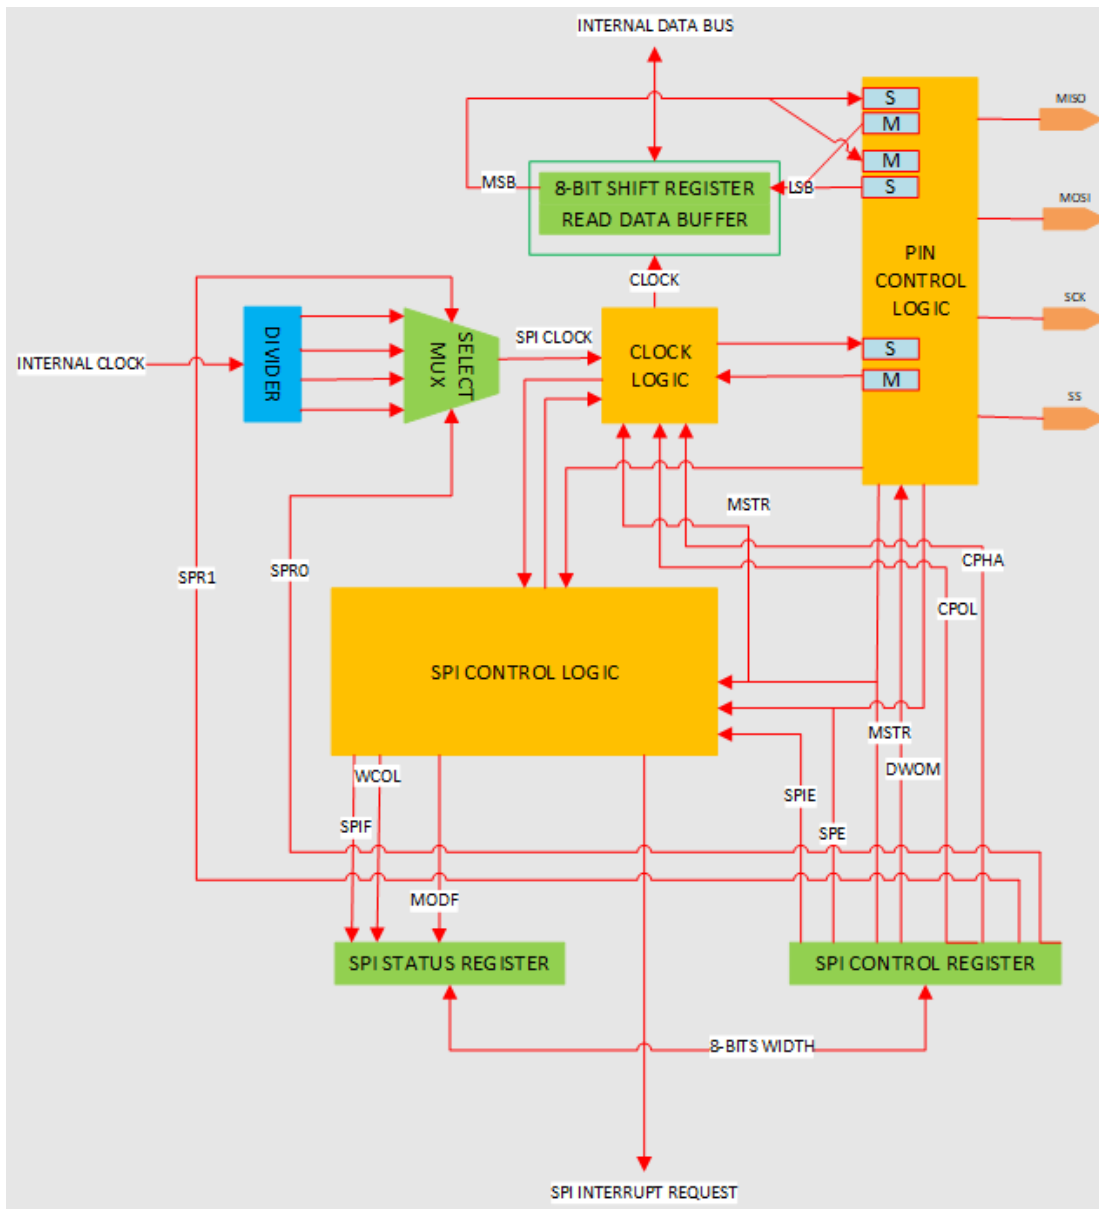 INTERNAL DATA BUS
S
MISO
M
M
MSB
8-BIT SHIFT REGISTER
LSB
S
READ DATA BUFFER
MOSI
PIN
CONTROL
LOGIC
CLOCK
SCK
DIVIDER
SELECT
MUX
SPI CLOCK
CLOCK
LOGIC
S
INTERNAL CLOCK
M
SS
MSTR
CPHA
SPR1
SPR0
CPOL
SPI CONTROL LOGIC
MSTR
DWOM
WCOL
SPIE
SPIF
SPE
MODF
SPI STATUS REGISTER
SPI CONTROL REGISTER
8-BITS WIDTH
SPI INTERRUPT REQUEST